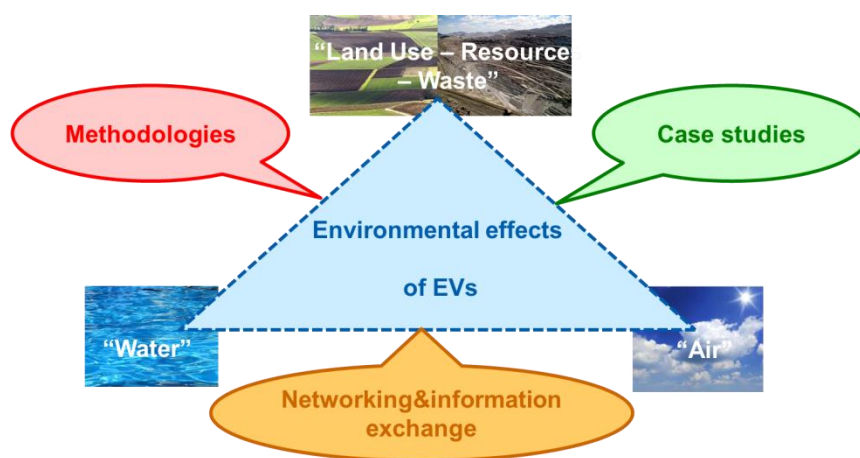 “Land Use – Resources
– Waste”
Methodologies
Case studies
Environmental effects
of EVs
“Water”
“Air”
Networking&information
exchange